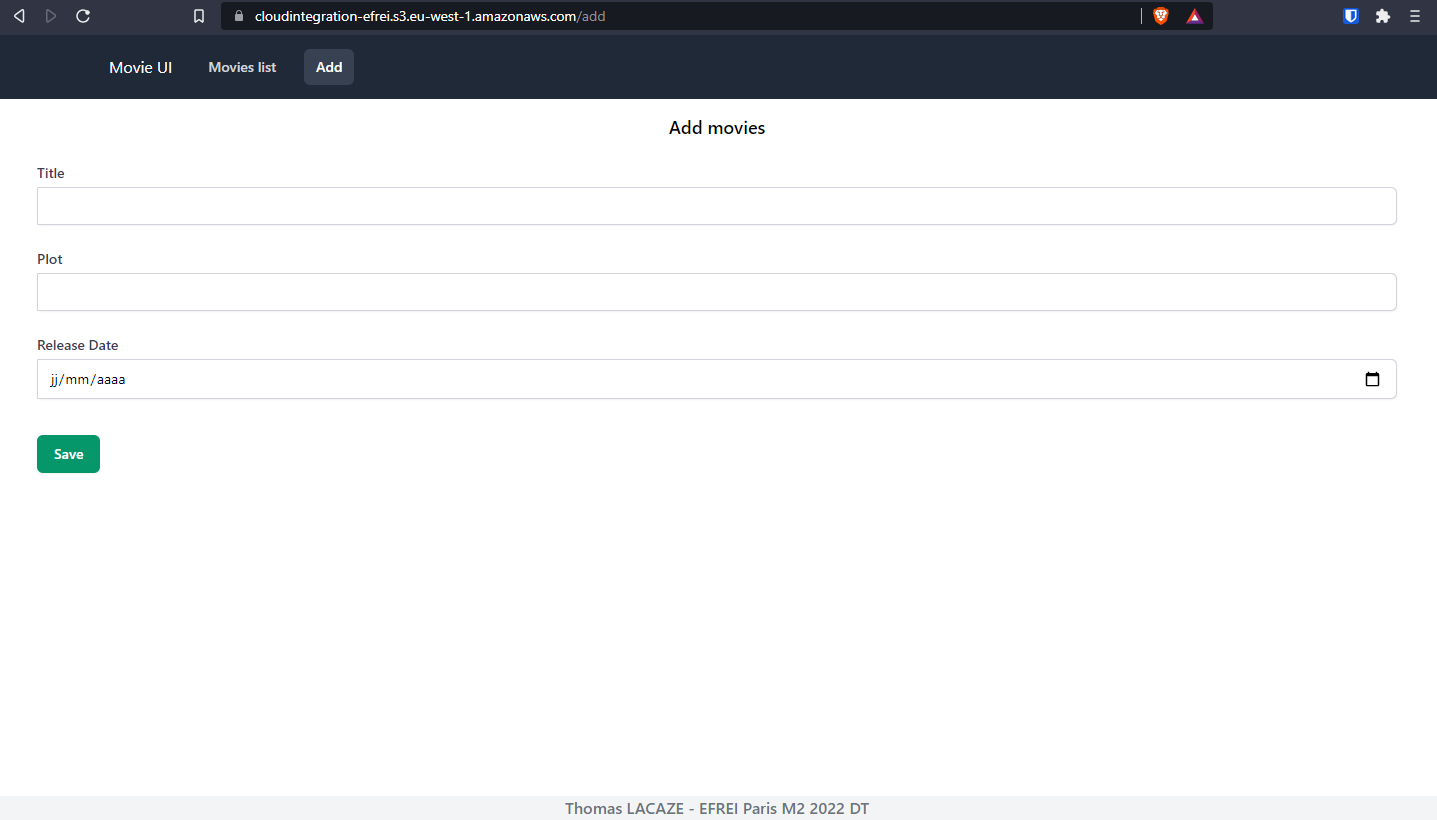 cloudintegration-efrei.s3.eu-west-1.amazonaws.com/add
Movie UI Movies list Add
Add movies
Title
Plot
Release Date
jj/mm/aaaa
Save
Thomas LACAZE - EFREI Paris M2 2022 DT